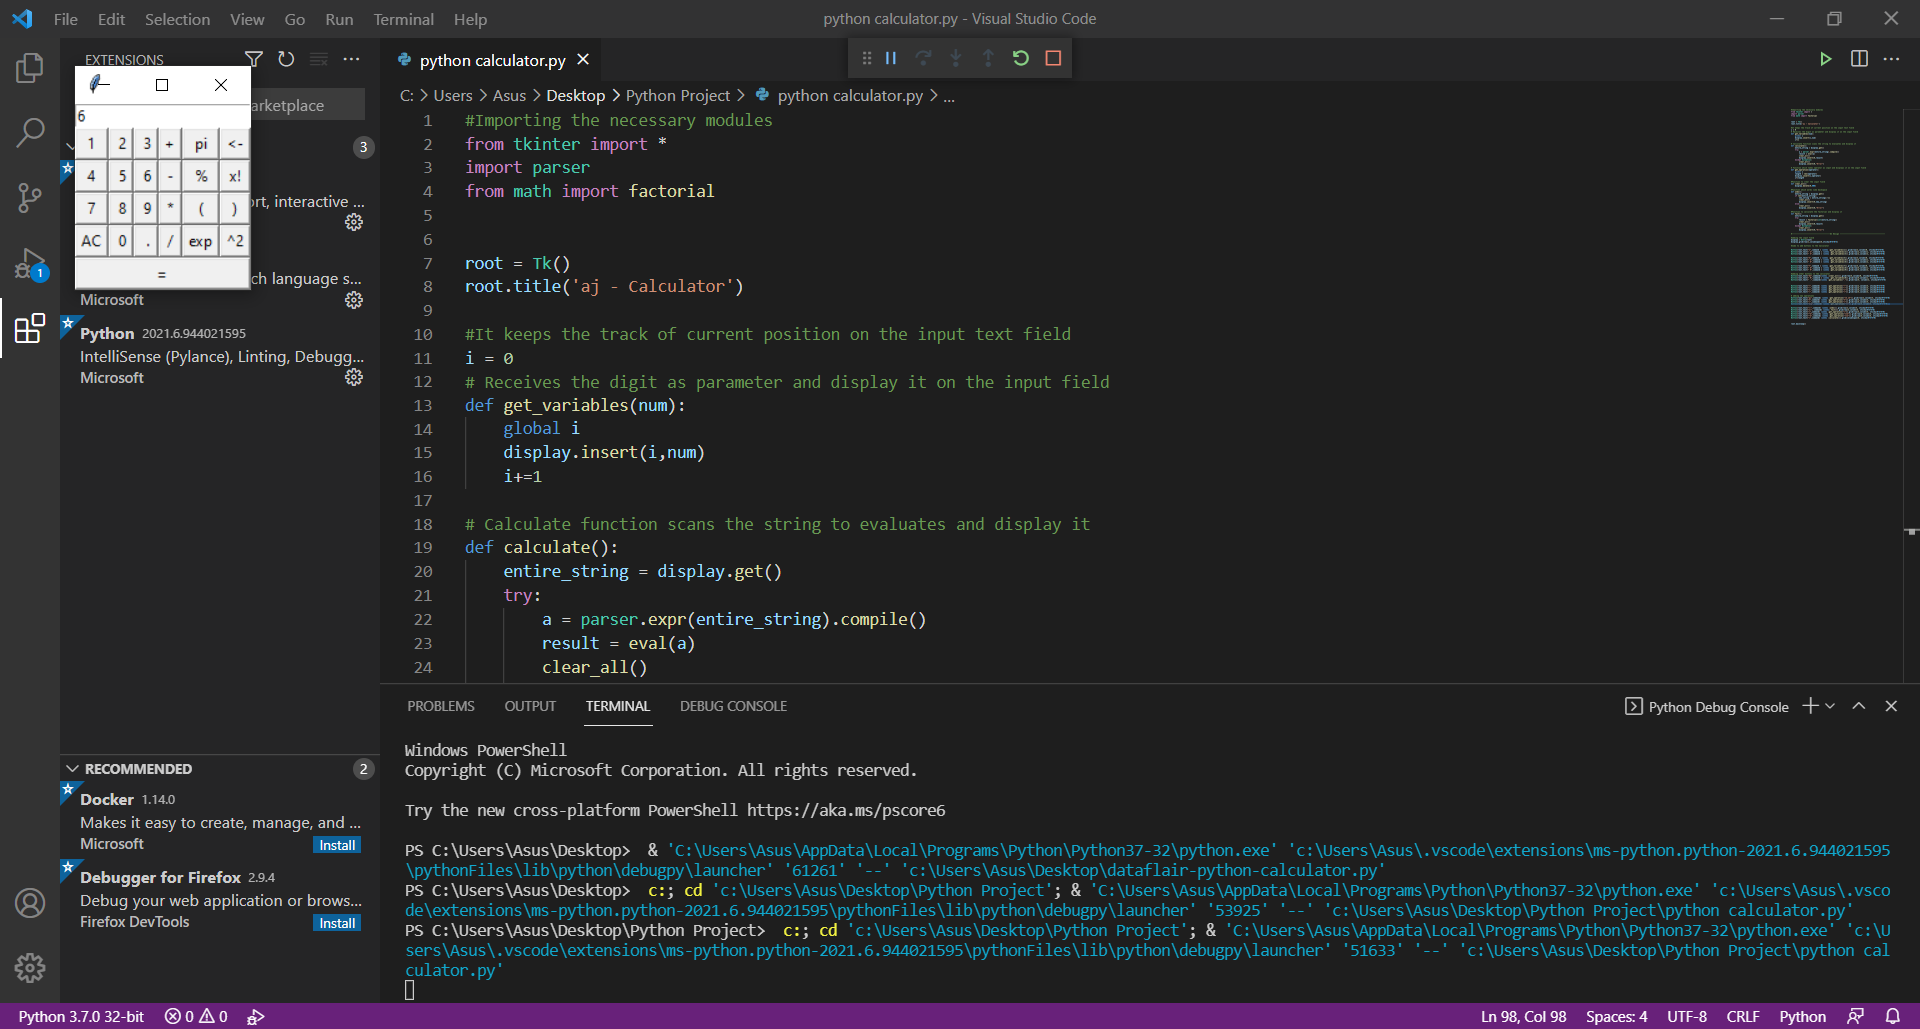 File Edit Selection View Go Run Terminal Help
python calculator.py - Visual Studio Code
EXTENSIONS
arketplace
6
1 2 3 + pi <-
4 5 6 - % x!
7 8 9 * ( )
AC 0 . / exp ^2
=
3
ort, interactive ...
ch language s...
Microsoft
Python 2021.6.944021595
IntelliSense (Pylance), Linting, Debugg...
Microsoft
1
RECOMMENDED 2
Docker 1.14.0
Makes it easy to create, manage, and ...
Microsoft Install
Debugger for Firefox 2.9.4
Debug your web application or brows...
Firefox DevTools Install
python calculator.py
C: > Users > Asus > Desktop > Python Project > python calculator.py > ...
1 #Importing the necessary modules
2 from tkinter import *
3 import parser
4 from math import factorial
5
6
7 root = Tk()
8 root.title('aj - Calculator')
9
10 #It keeps the track of current position on the input text field
11 i = 0
12 # Receives the digit as parameter and display it on the input field
13 def get_variables(num):
14 global i
15 display.insert(i,num)
16 i+=1
17
18 # Calculate function scans the string to evaluates and display it
19 def calculate():
20 entire_string = display.get()
21 try:
22 a = parser.expr(entire_string).compile()
23 result = eval(a)
24 clear_all()
PROBLEMS OUTPUT TERMINAL DEBUG CONSOLE
Python Debug Console
Windows PowerShell
Copyright (C) Microsoft Corporation. All rights reserved.
Try the new cross-platform PowerShell https://aka.ms/pscore6
PS C:\Users\Asus\Desktop> & 'C:\Users\Asus\AppData\Local\Programs\Python\Python37-32\python.exe' 'c:\Users\Asus\.vscode\extensions\ms-python.python-2021.6.944021595
\pythonFiles\lib\python\debugpy\launcher' '61261' '--' 'c:\Users\Asus\Desktop\dataflair-python-calculator.py'
PS C:\Users\Asus\Desktop> c:; cd 'c:\Users\Asus\Desktop\Python Project'; & 'C:\Users\Asus\AppData\Local\Programs\Python\Python37-32\python.exe' 'c:\Users\Asus\.vsco
de\extensions\ms-python.python-2021.6.944021595\pythonFiles\lib\python\debugpy\launcher' '53925' '--' 'c:\Users\Asus\Desktop\Python Project\python calculator.py'
PS C:\Users\Asus\Desktop\Python Project> c:; cd 'c:\Users\Asus\Desktop\Python Project'; & 'C:\Users\Asus\AppData\Local\Programs\Python\Python37-32\python.exe' 'c:\U
sers\Asus\.vscode\extensions\ms-python.python-2021.6.944021595\pythonFiles\lib\python\debugpy\launcher' '51633' '--' 'c:\Users\Asus\Desktop\Python Project\python cal
culator.py'
Python 3.7.0 32-bit 0 0
Ln 98, Col 98 Spaces: 4 UTF-8 CRLF Python